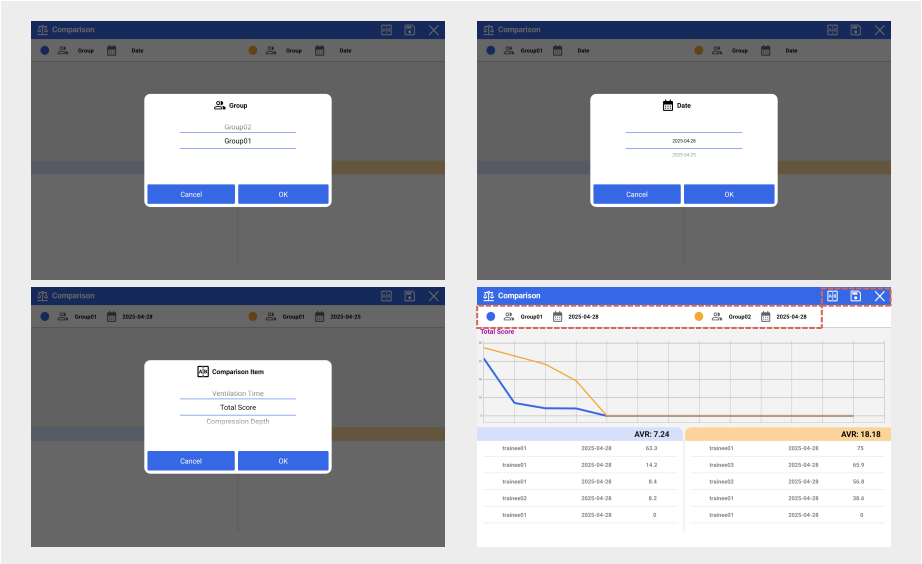 Comparison
Group Date Group Date
Group
Group02
Group01
Cancel OK
Comparison
Group01 Date Group Date
Date
2025-04-28
2025-04-25
Cancel OK
Comparison
Group01 2025-04-28 Group01 2025-04-25
Comparison Item
Ventilation Time
Total Score
Compression Depth
Cancel OK
Comparison
Group01 2025-04-28 Group02 2025-04-28
Total Score
AVR: 7.24 AVR: 18.18
trainee01 2025-04-28 63.3 trainee01 2025-04-28 75
trainee01 2025-04-28 14.2 trainee03 2025-04-28 65.9
trainee01 2025-04-28 8.4 trainee02 2025-04-28 56.8
trainee02 2025-04-28 8.2 trainee01 2025-04-28 38.6
trainee01 2025-04-28 0 trainee01 2025-04-28 0